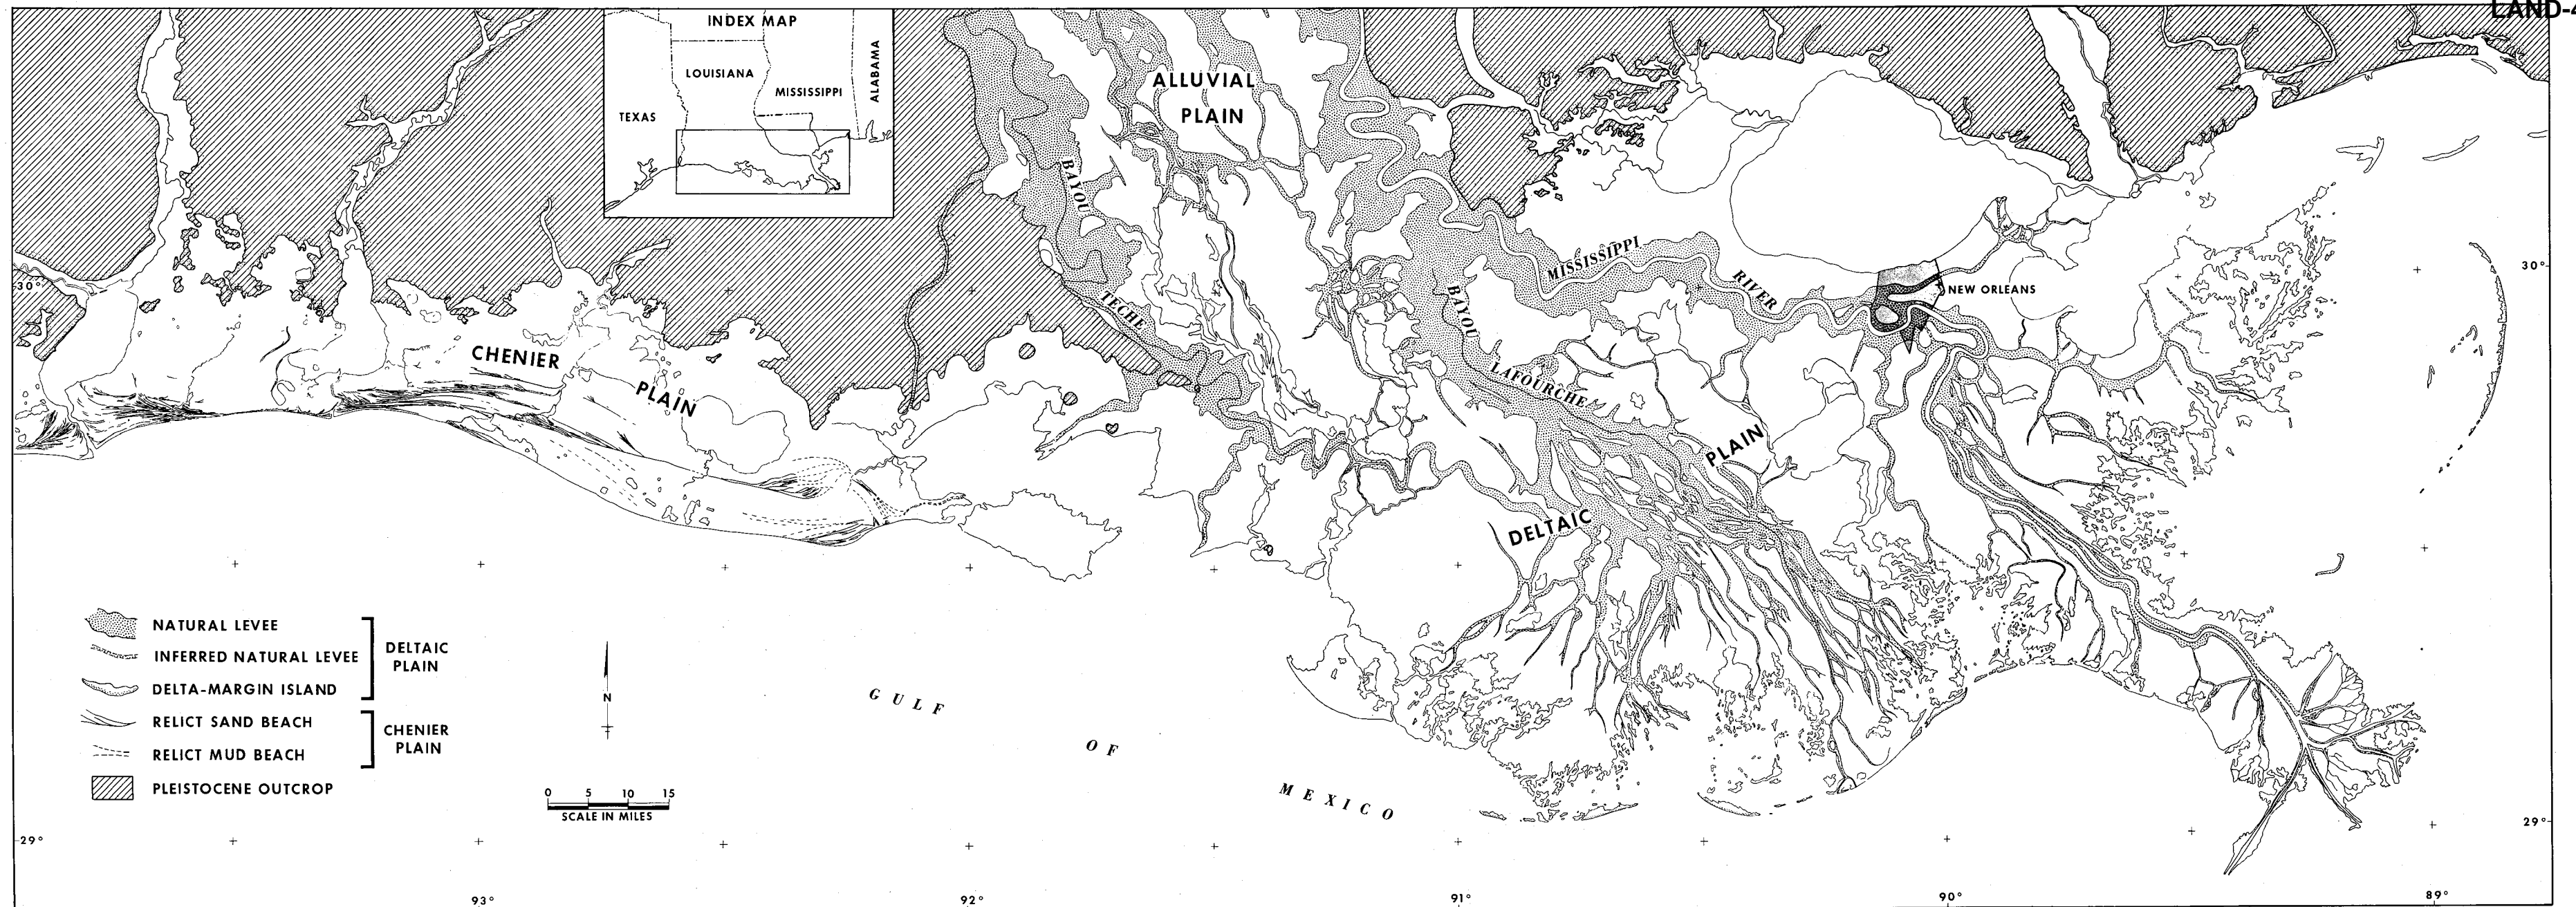 LAND-4
INDEX MAP
LOUISIANA
MISSISSIPPI
ALABAMA
TEXAS
ALLUVIAL
PLAIN
BAYOU
TECHE
MISSISSIPPI
RIVER
BAYOU
LAFOURCHE
NEW ORLEANS
30°
30°
CHENIER
PLAIN
DELTAIC
PLAIN
NATURAL LEVEE
INFERRED NATURAL LEVEE
DELTA-MARGIN ISLAND
DELTAIC
PLAIN
RELICT SAND BEACH
RELICT MUD BEACH
CHENIER
PLAIN
PLEISTOCENE OUTCROP
N
0 5 10 15
SCALE IN MILES
GULF
OF
MEXICO
29°
29°
93°
92°
91°
90°
89°